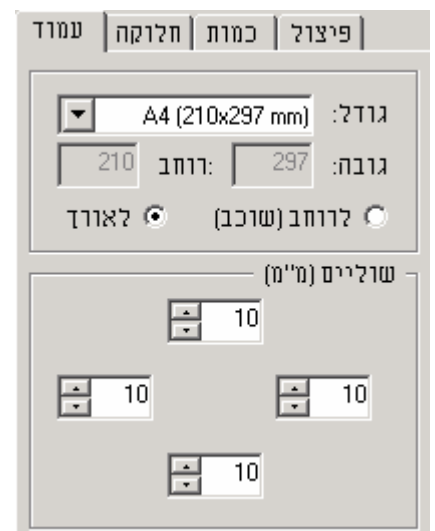 עמוד חלוקה כמות פיצול
גודל: A4 (210x297 mm)
גובה: 297 רוחב: 210
לרוחב (שוכב) לאורך
שוליים (מ"מ)
10
10 10
10